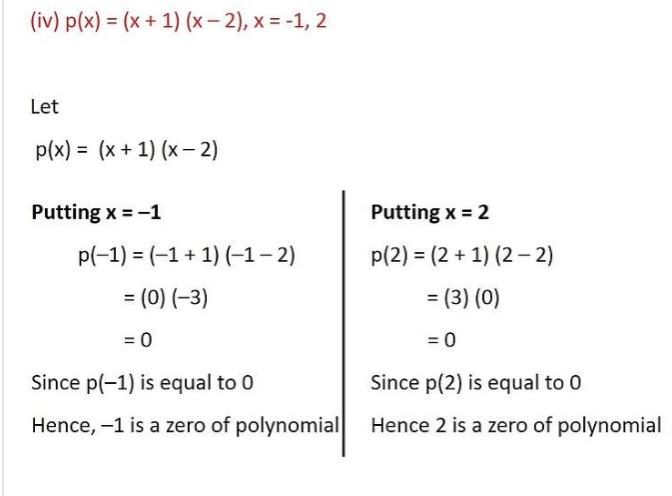 (iv) p(x) = (x + 1) (x – 2), x = -1, 2
Let
p(x) = (x + 1) (x – 2)
Putting x = –1
p(–1) = (–1 + 1) (–1 – 2)
= (0) (–3)
= 0
Since p(–1) is equal to 0
Hence, –1 is a zero of polynomial
Putting x = 2
p(2) = (2 + 1) (2 – 2)
= (3) (0)
= 0
Since p(2) is equal to 0
Hence 2 is a zero of polynomial